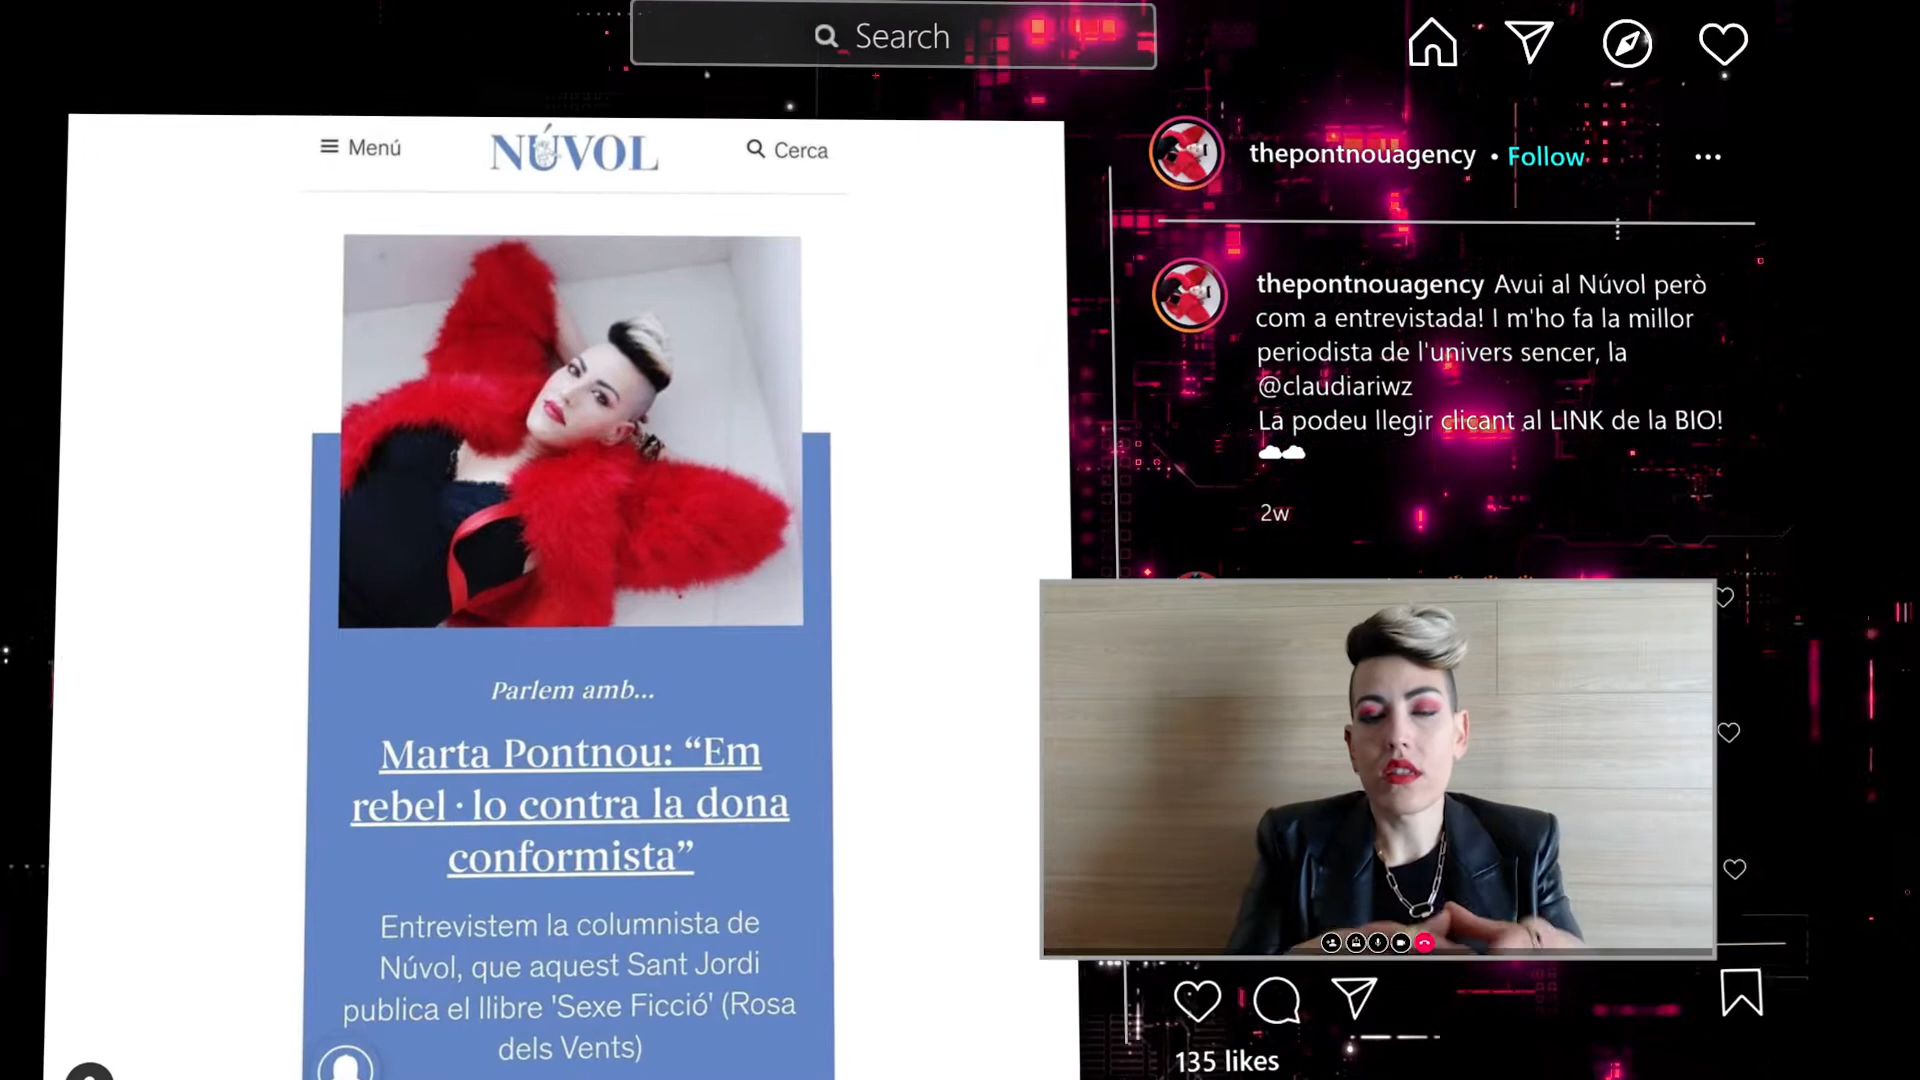 Search
Menú
NÚVOL
Cerca
Parlem amb...
Marta Pontnou: “Em
rebel·lo contra la dona
conformista”
Entrevistem la columnista de
Núvol, que aquest Sant Jordi
publica el llibre 'Sexe Ficció' (Rosa
dels Vents)
thepontnouagency • Follow
thepontnouagency Avui al Núvol però
com a entrevistada! I m'ho fa la millor
periodista de l'univers sencer, la
@claudiariwz
La podeu llegir clicant al LINK de la BIO!
2w
135 likes